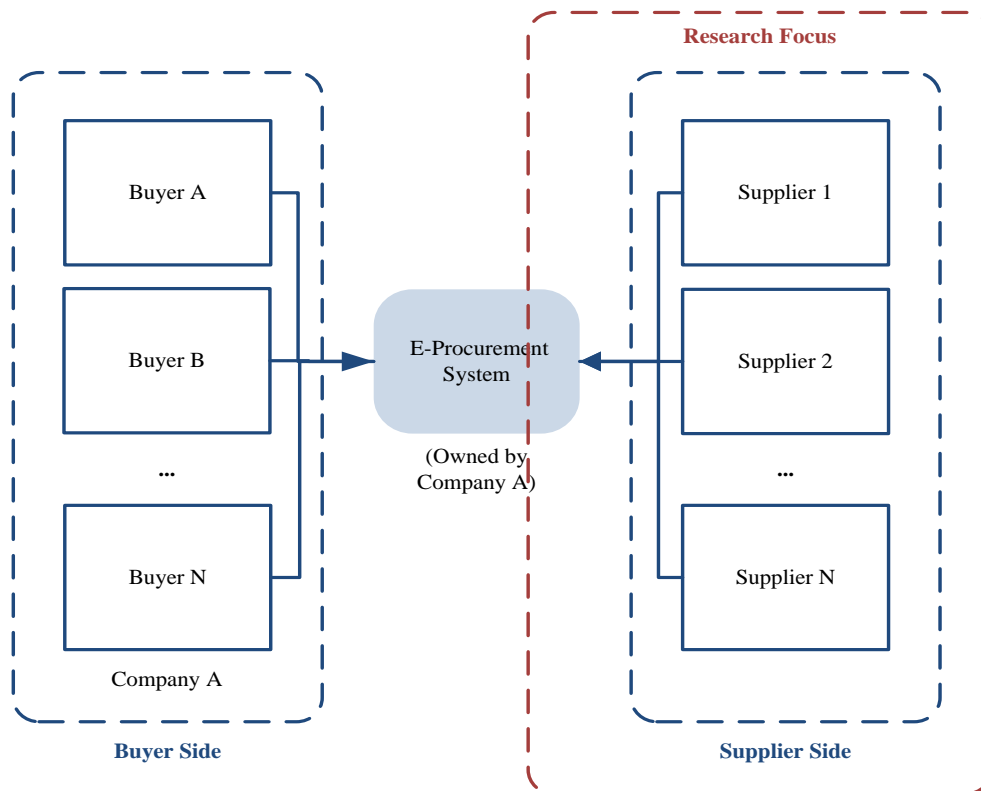 Research Focus
Buyer A
Buyer B
...
Buyer N
Company A
Buyer Side
E-Procurement
System
(Owned by
Company A)
Supplier 1
Supplier 2
...
Supplier N
Supplier Side